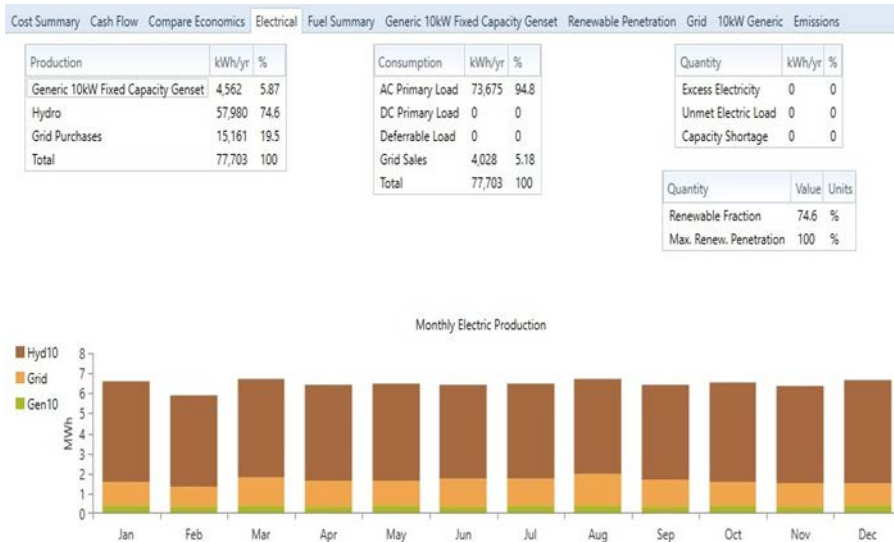 Cost Summary Cash Flow Compare Economics Electrical Fuel Summary Generic 10kW Fixed Capacity Genset Renewable Penetration Grid 10kW Generic Emissions
Production kWh/yr %
Generic 10kW Fixed Capacity Genset 4,562 5.87
Hydro 57,980 74.6
Grid Purchases 15,161 19.5
Total 77,703 100
Consumption kWh/yr %
AC Primary Load 73,675 94.8
DC Primary Load 0 0
Deferrable Load 0 0
Grid Sales 4,028 5.18
Total 77,703 100
Quantity kWh/yr %
Excess Electricity 0 0
Unmet Electric Load 0 0
Capacity Shortage 0 0
Quantity Value Units
Renewable Fraction 74.6 %
Max. Renew. Penetration 100 %
Monthly Electric Production
Hyd10
Grid
Gen10
MWh
8
7
6
5
4
3
2
1
0
Jan Feb Mar Apr May Jun Jul Aug Sep Oct Nov Dec